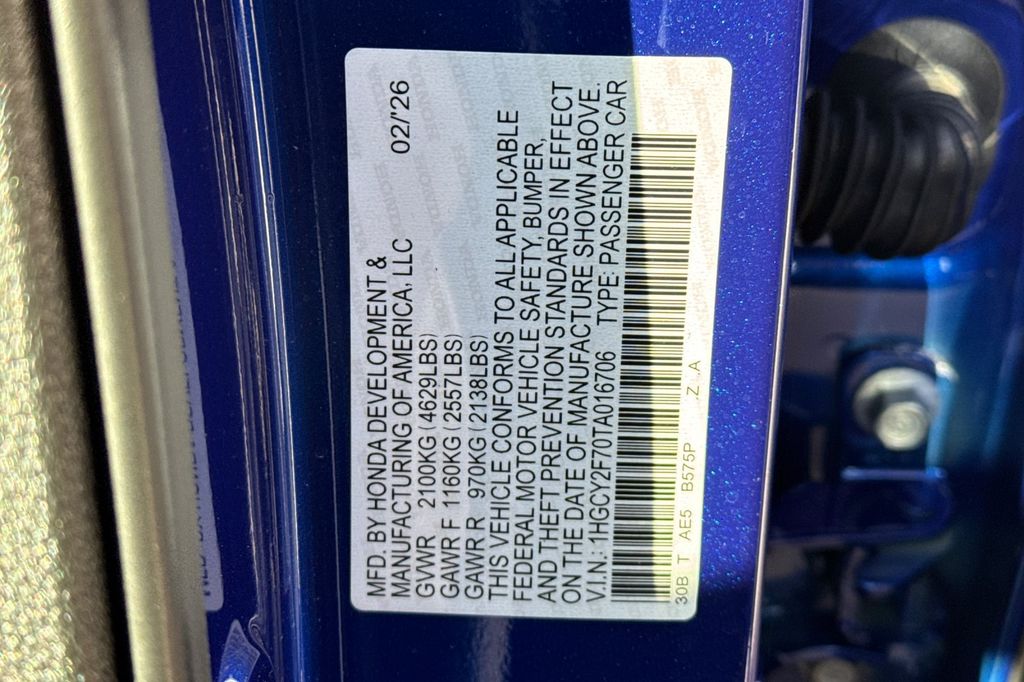 MFD. BY HONDA DEVELOPMENT &
MANUFACTURING OF AMERICA, LLC 02/'26
GVWR 2100KG (4629LBS)
GAWR F 1160KG (2557LBS)
GAWR R 970KG (2138LBS)
THIS VEHICLE CONFORMS TO ALL APPLICABLE
FEDERAL MOTOR VEHICLE SAFETY, BUMPER,
AND THEFT PREVENTION STANDARDS IN EFFECT
ON THE DATE OF MANUFACTURE SHOWN ABOVE.
V.I.N.: 1HGCY2F707A016706 TYPE: PASSENGER CAR
30B T AE5 B575P